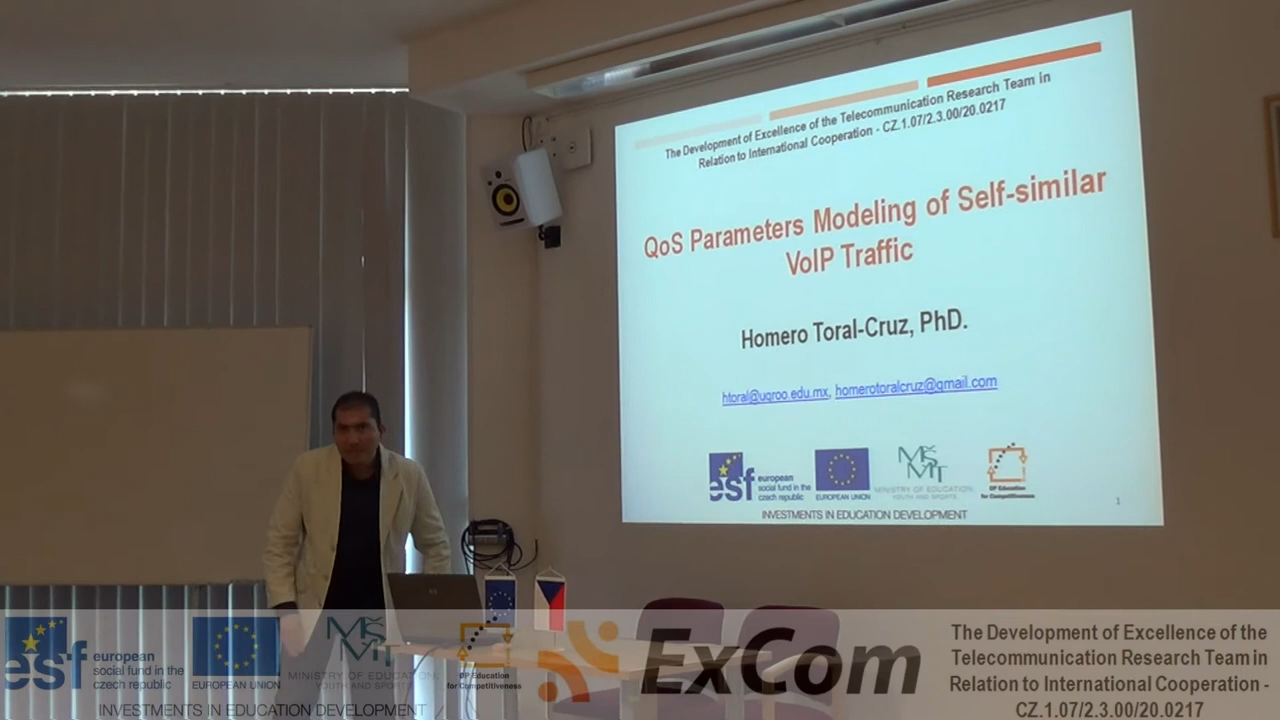 The Development of Excellence of the Telecommunication Research Team in
Relation to International Cooperation - CZ.1.07/2.3.00/20.0217
QoS Parameters Modeling of Self-similar
VoIP Traffic
Homero Toral-Cruz, PhD.
htoral@uqroo.edu.mx, homerotoralcruz@gmail.com
esf
european
social fund in the
czech republic
EUROPEAN UNION
MŠ
MT
MINISTRY OF EDUCATION,
YOUTH AND SPORTS
OP Education
for Competitiveness
INVESTMENTS IN EDUCATION DEVELOPMENT
1
esf
european
social fund in the
czech republic
EUROPEAN UNION
MŠ
MT
MINISTRY OF EDUCATION,
YOUTH AND SPORTS
OP Education
for Competitiveness
INVESTMENTS IN EDUCATION DEVELOPMENT
ExCom
The Development of Excellence of the
Telecommunication Research Team in
Relation to International Cooperation -
CZ.1.07/2.3.00/20.0217